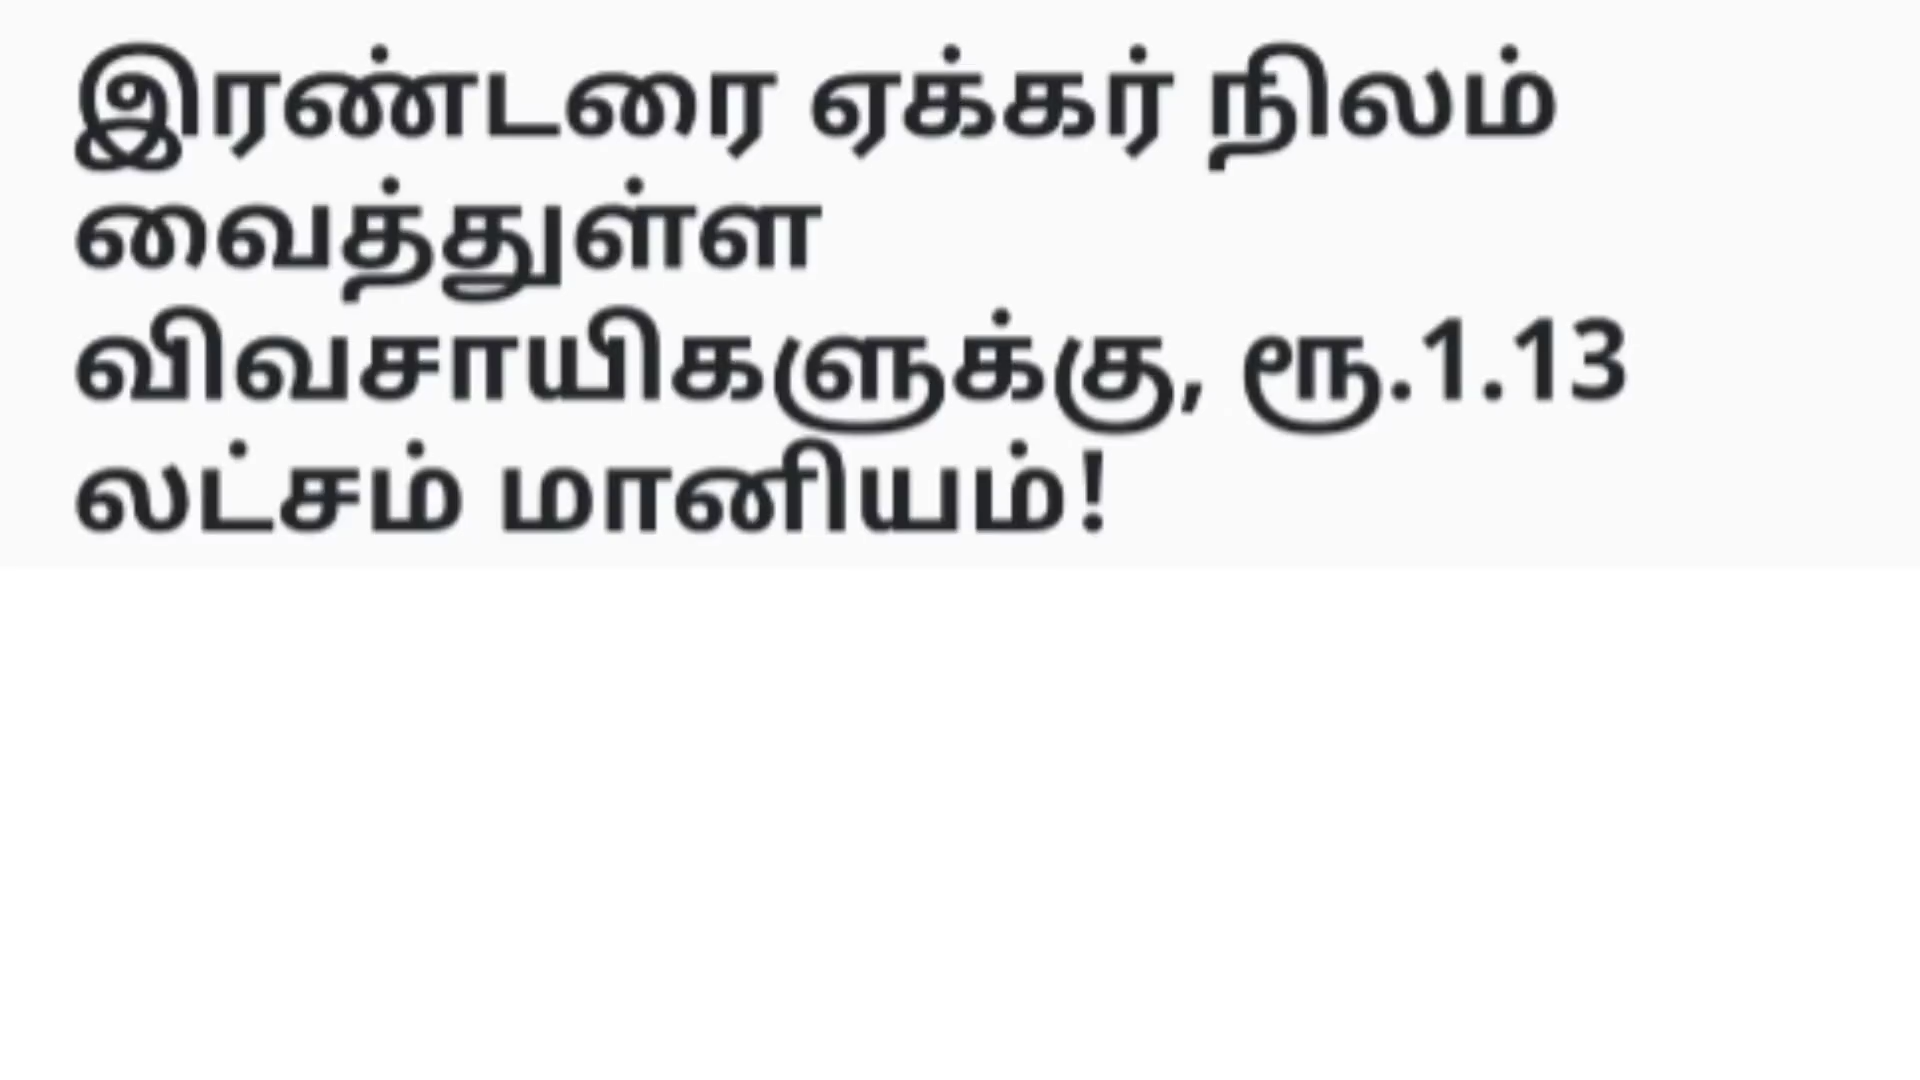 இரண்டரை ஏக்கர் நிலம்
வைத்துள்ள
விவசாயிகளுக்கு, ரூ.1.13
லட்சம் மானியம்!